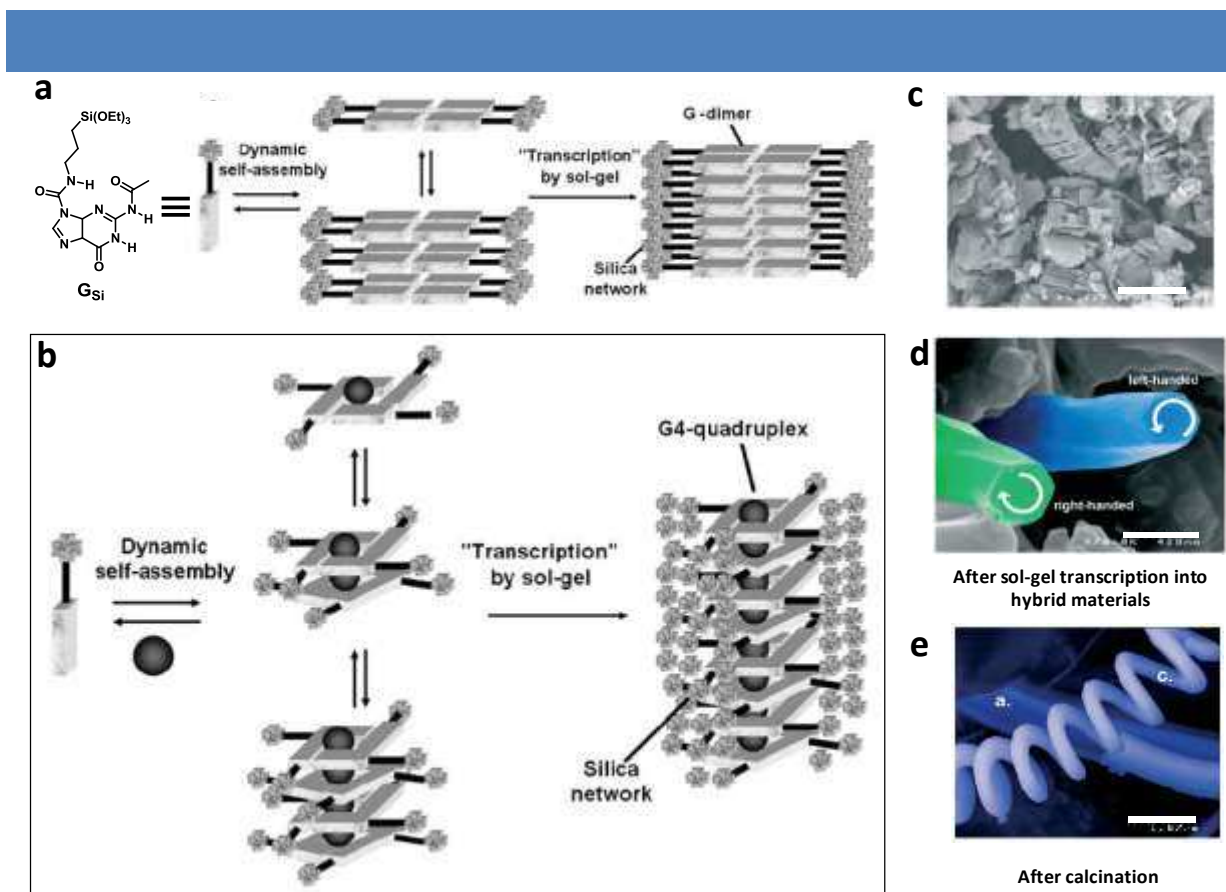 a
Si(OEt)3
N
H
O
O
N
N
N
H
N
N
H
O
GSi
Dynamic
self-assembly
"Transcription"
by sol-gel
G-dimer
Silica
network
b
Dynamic
self-assembly
"Transcription"
by sol-gel
G4-quadruplex
Silica
network
c
d
left-handed
right-handed
After sol-gel transcription into
hybrid materials
e
a.
c.
After calcination